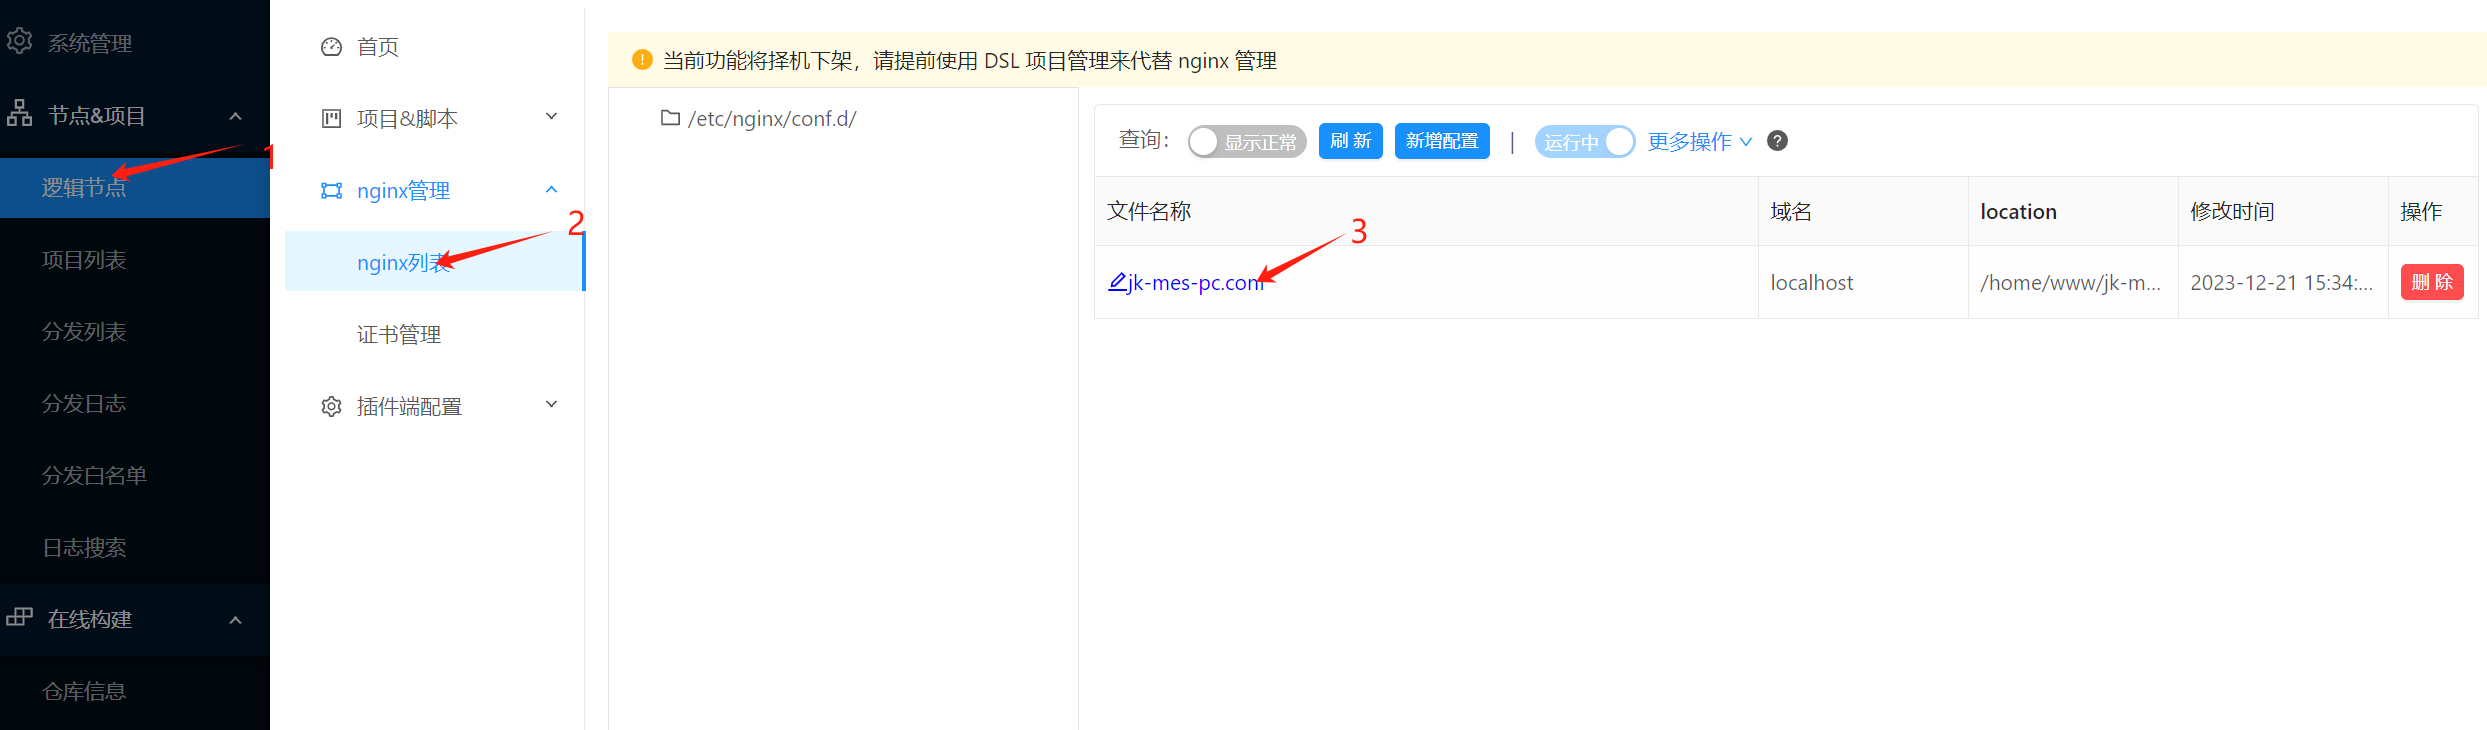 系统管理
节点&项目
逻辑节点
1
项目列表
分发列表
分发日志
分发白名单
日志搜索
在线构建
仓库信息
首页
项目&脚本
nginx管理
2
nginx列表
证书管理
插件端配置
当前功能将择机下架，请提前使用 DSL 项目管理来代替 nginx 管理
/etc/nginx/conf.d/
查询： 显示正常 刷 新 新增配置 | 运行中 更多操作 ?
文件名称 域名 location 修改时间 操作
3
jk-mes-pc.com localhost /home/www/jk-m... 2023-12-21 15:34:... 删 除